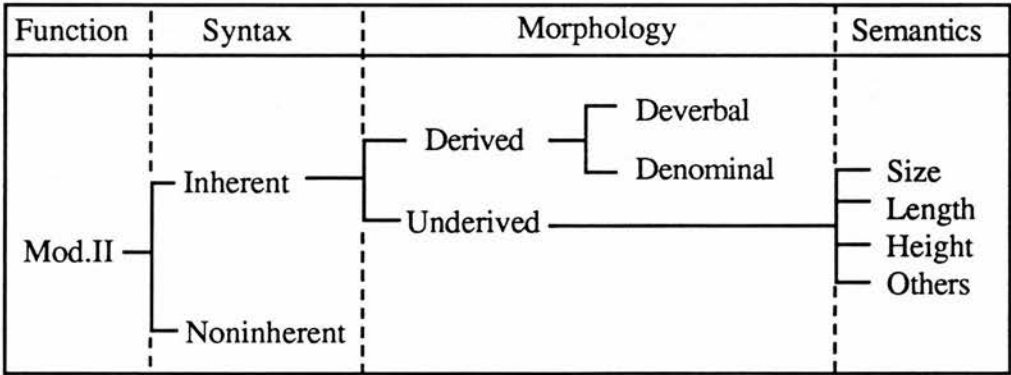 Function Syntax Morphology Semantics
Deverbal
Derived
Denominal
Inherent
Size
Underived
Length
Mod.II
Height
Others
Noninherent